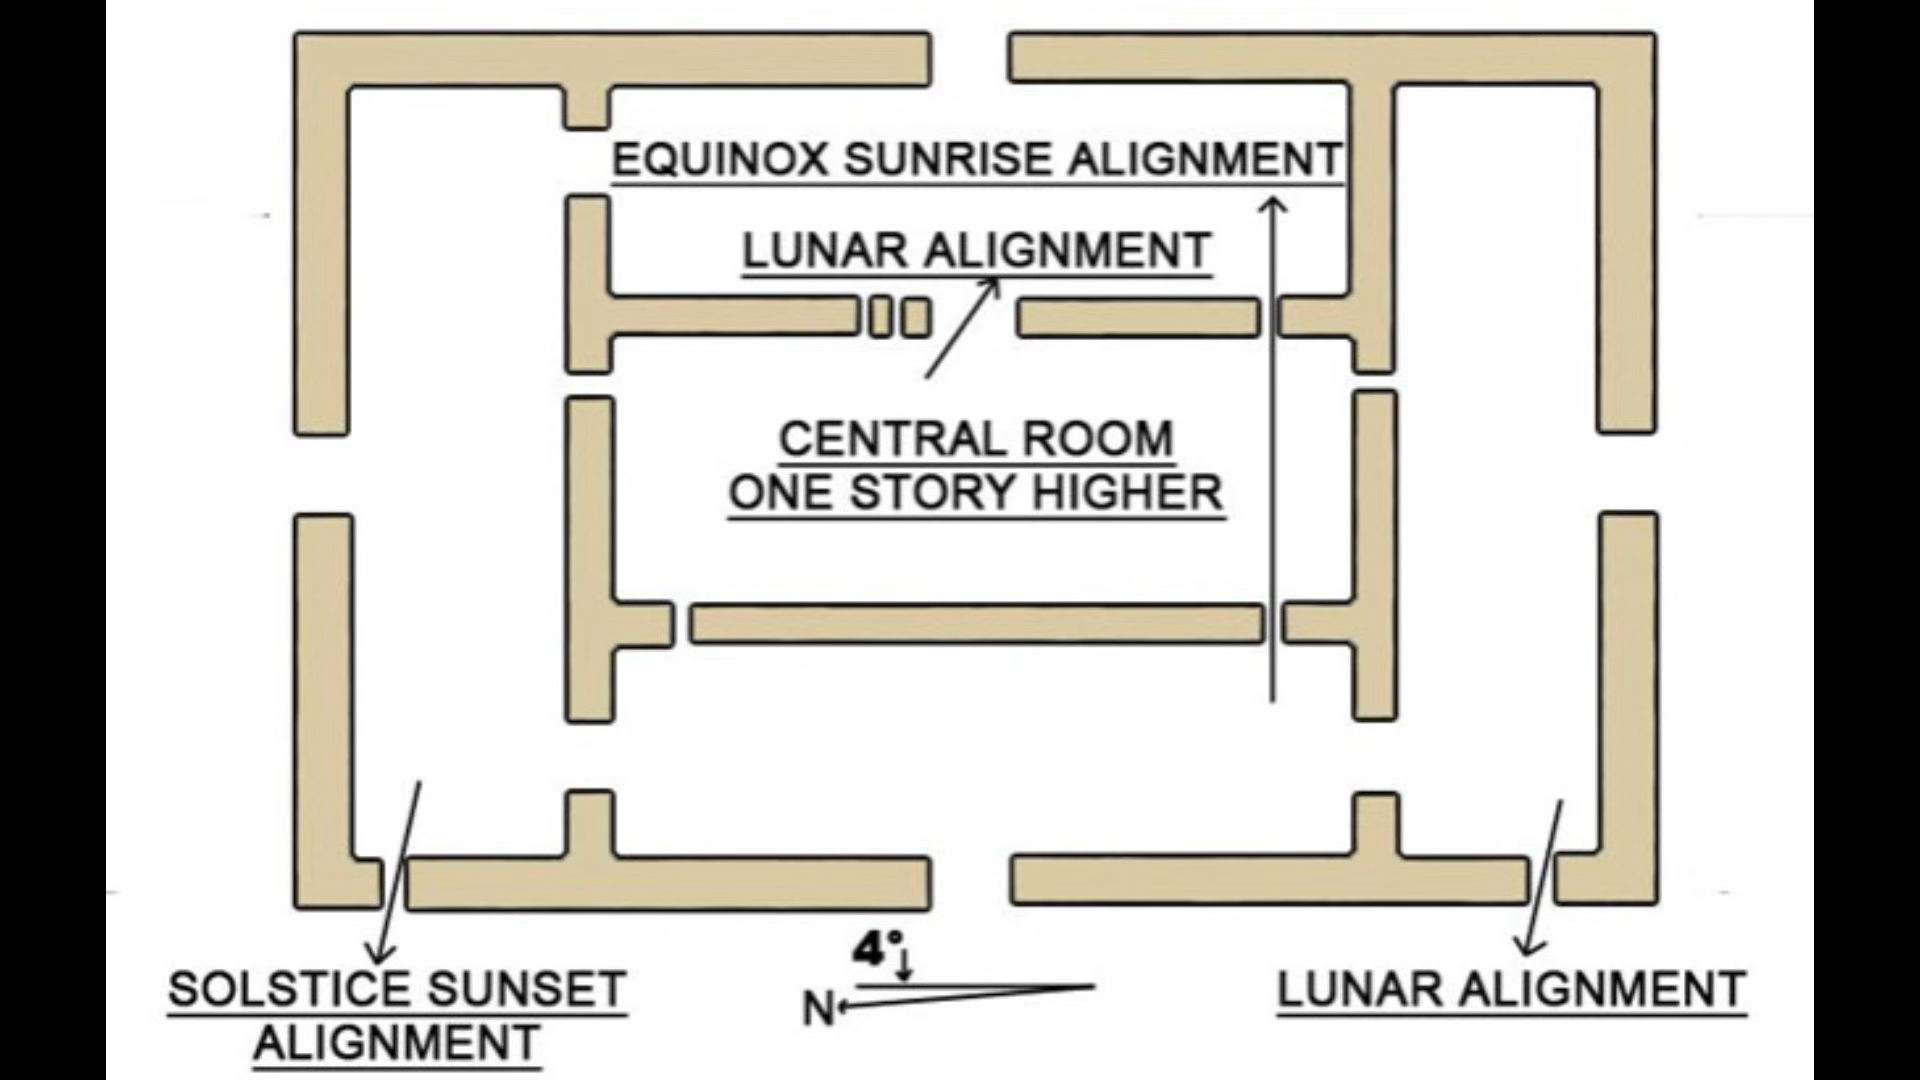 EQUINOX SUNRISE ALIGNMENT
LUNAR ALIGNMENT
CENTRAL ROOM
ONE STORY HIGHER
4°
N
SOLSTICE SUNSET
ALIGNMENT
LUNAR ALIGNMENT